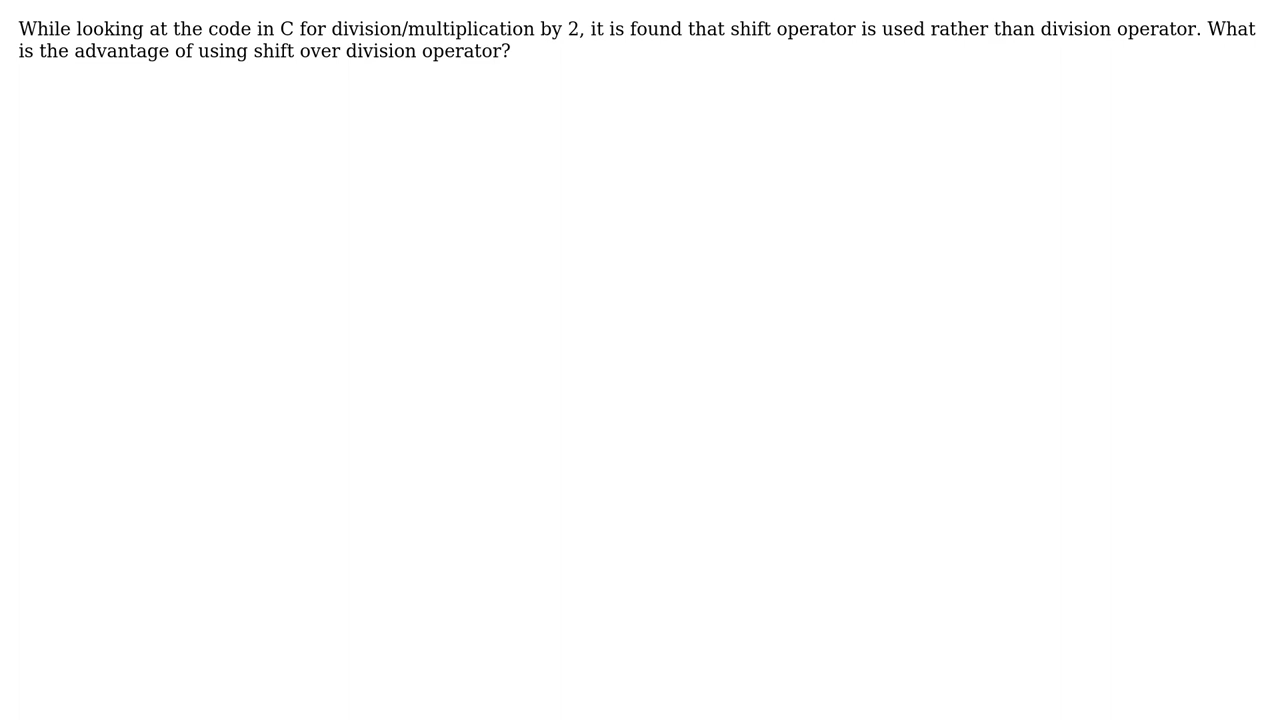 While looking at the code in C for division/multiplication by 2, it is found that shift operator is used rather than division operator. What
is the advantage of using shift over division operator?